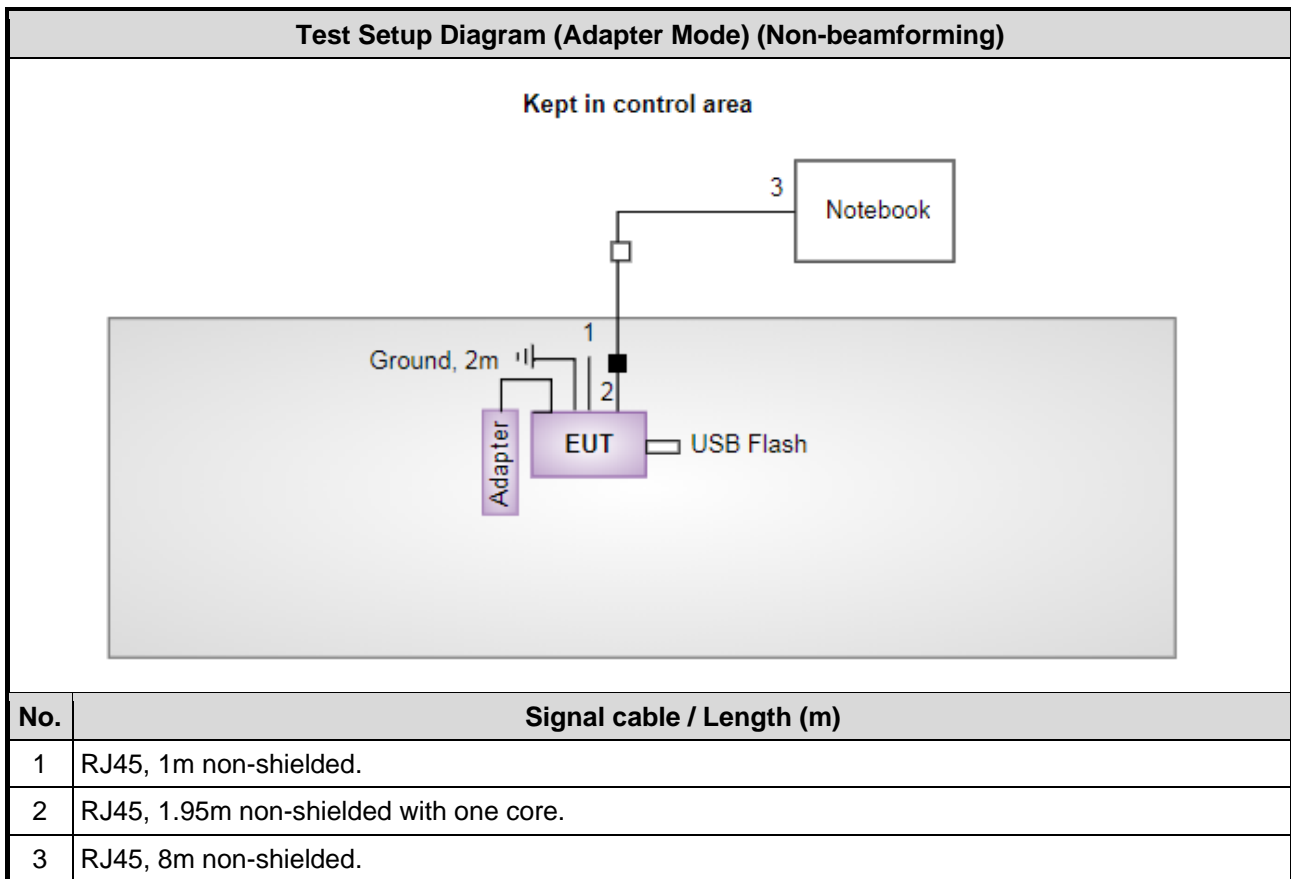 Test Setup Diagram (Adapter Mode) (Non-beamforming)
Kept in control area
3
Notebook
1
Ground, 2m
2
Adapter
EUT
USB Flash
No. Signal cable / Length (m)
1 RJ45, 1m non-shielded.
2 RJ45, 1.95m non-shielded with one core.
3 RJ45, 8m non-shielded.